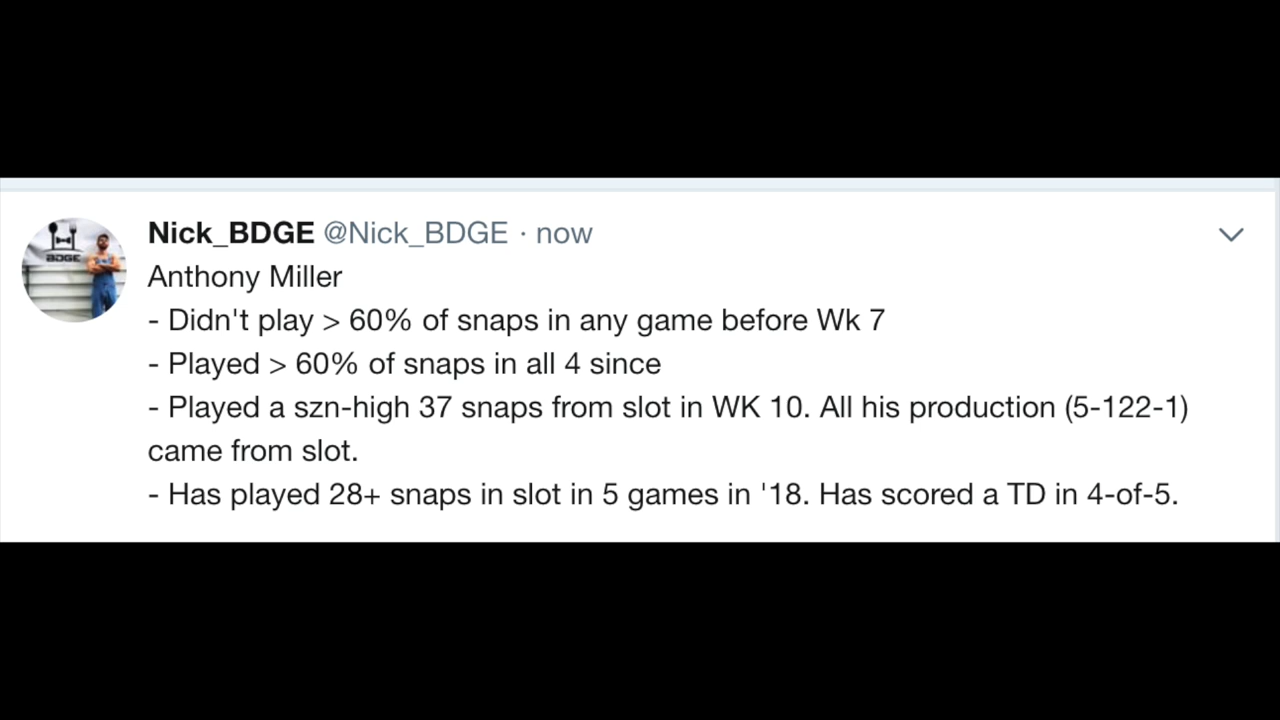 Nick_BDGE @Nick_BDGE · now
Anthony Miller
- Didn't play > 60% of snaps in any game before Wk 7
- Played > 60% of snaps in all 4 since
- Played a szn-high 37 snaps from slot in WK 10. All his production (5-122-1)
came from slot.
- Has played 28+ snaps in slot in 5 games in '18. Has scored a TD in 4-of-5.
BDGE